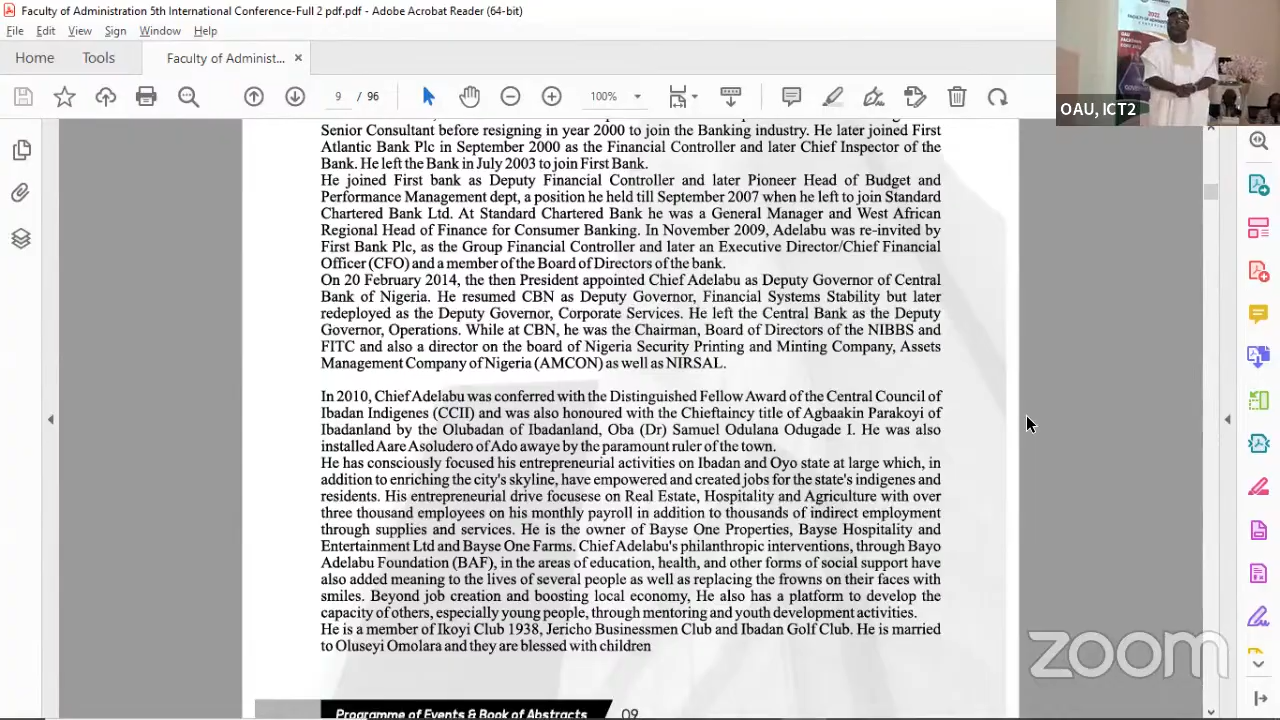 Faculty of Administration 5th International Conference-Full 2 pdf.pdf - Adobe Acrobat Reader (64-bit)
File Edit View Sign Window Help
Home Tools Faculty of Administ... ×
9 / 96 100%
OAU, ICT2
Senior Consultant before resigning in year 2000 to join the Banking industry. He later joined First
Atlantic Bank Plc in September 2000 as the Financial Controller and later Chief Inspector of the
Bank. He left the Bank in July 2003 to join First Bank.
He joined First bank as Deputy Financial Controller and later Pioneer Head of Budget and
Performance Management dept, a position he held till September 2007 when he left to join Standard
Chartered Bank Ltd. At Standard Chartered Bank he was a General Manager and West African
Regional Head of Finance for Consumer Banking. In November 2009, Adelabu was re-invited by
First Bank Plc, as the Group Financial Controller and later an Executive Director/Chief Financial
Officer (CFO) and a member of the Board of Directors of the bank.
On 20 February 2014, the then President appointed Chief Adelabu as Deputy Governor of Central
Bank of Nigeria. He resumed CBN as Deputy Governor, Financial Systems Stability but later
redeployed as the Deputy Governor, Corporate Services. He left the Central Bank as the Deputy
Governor, Operations. While at CBN, he was the Chairman, Board of Directors of the NIBBS and
FITC and also a director on the board of Nigeria Security Printing and Minting Company, Assets
Management Company of Nigeria (AMCON) as well as NIRSAL.
In 2010, Chief Adelabu was conferred with the Distinguished Fellow Award of the Central Council of
Ibadan Indigenes (CCII) and was also honoured with the Chieftaincy title of Agbaakin Parakoyi of
Ibadanland by the Olubadan of Ibadanland, Oba (Dr) Samuel Odulana Odugade I. He was also
installed Aare Asoludero of Ado awaye by the paramount ruler of the town.
He has consciously focused his entrepreneurial activities on Ibadan and Oyo state at large which, in
addition to enriching the city's skyline, have empowered and created jobs for the state's indigenes and
residents. His entrepreneurial drive focusese on Real Estate, Hospitality and Agriculture with over
three thousand employees on his monthly payroll in addition to thousands of indirect employment
through supplies and services. He is the owner of Bayse One Properties, Bayse Hospitality and
Entertainment Ltd and Bayse One Farms. Chief Adelabu's philanthropic interventions, through Bayo
Adelabu Foundation (BAF), in the areas of education, health, and other forms of social support have
also added meaning to the lives of several people as well as replacing the frowns on their faces with
smiles. Beyond job creation and boosting local economy, He also has a platform to develop the
capacity of others, especially young people, through mentoring and youth development activities.
He is a member of Ikoyi Club 1938, Jericho Businessmen Club and Ibadan Golf Club. He is married
to Oluseyi Omolara and they are blessed with children
zoom
Programme of Events & Book of Abstracts 09